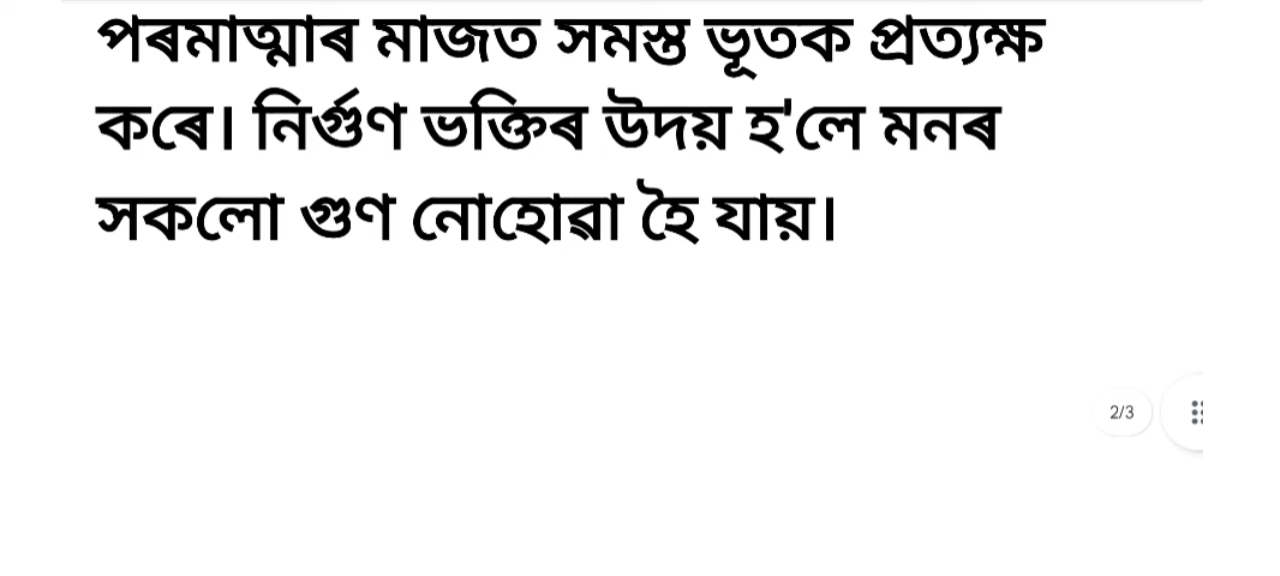 পৰমাত্মাৰ মাজত সমস্ত ভূতক প্ৰত্যক্ষ
কৰে। নিৰ্গুণ ভক্তিৰ উদয় হ'লে মনৰ
সকলো গুণ নোহোৱা হৈ যায়।
2/3